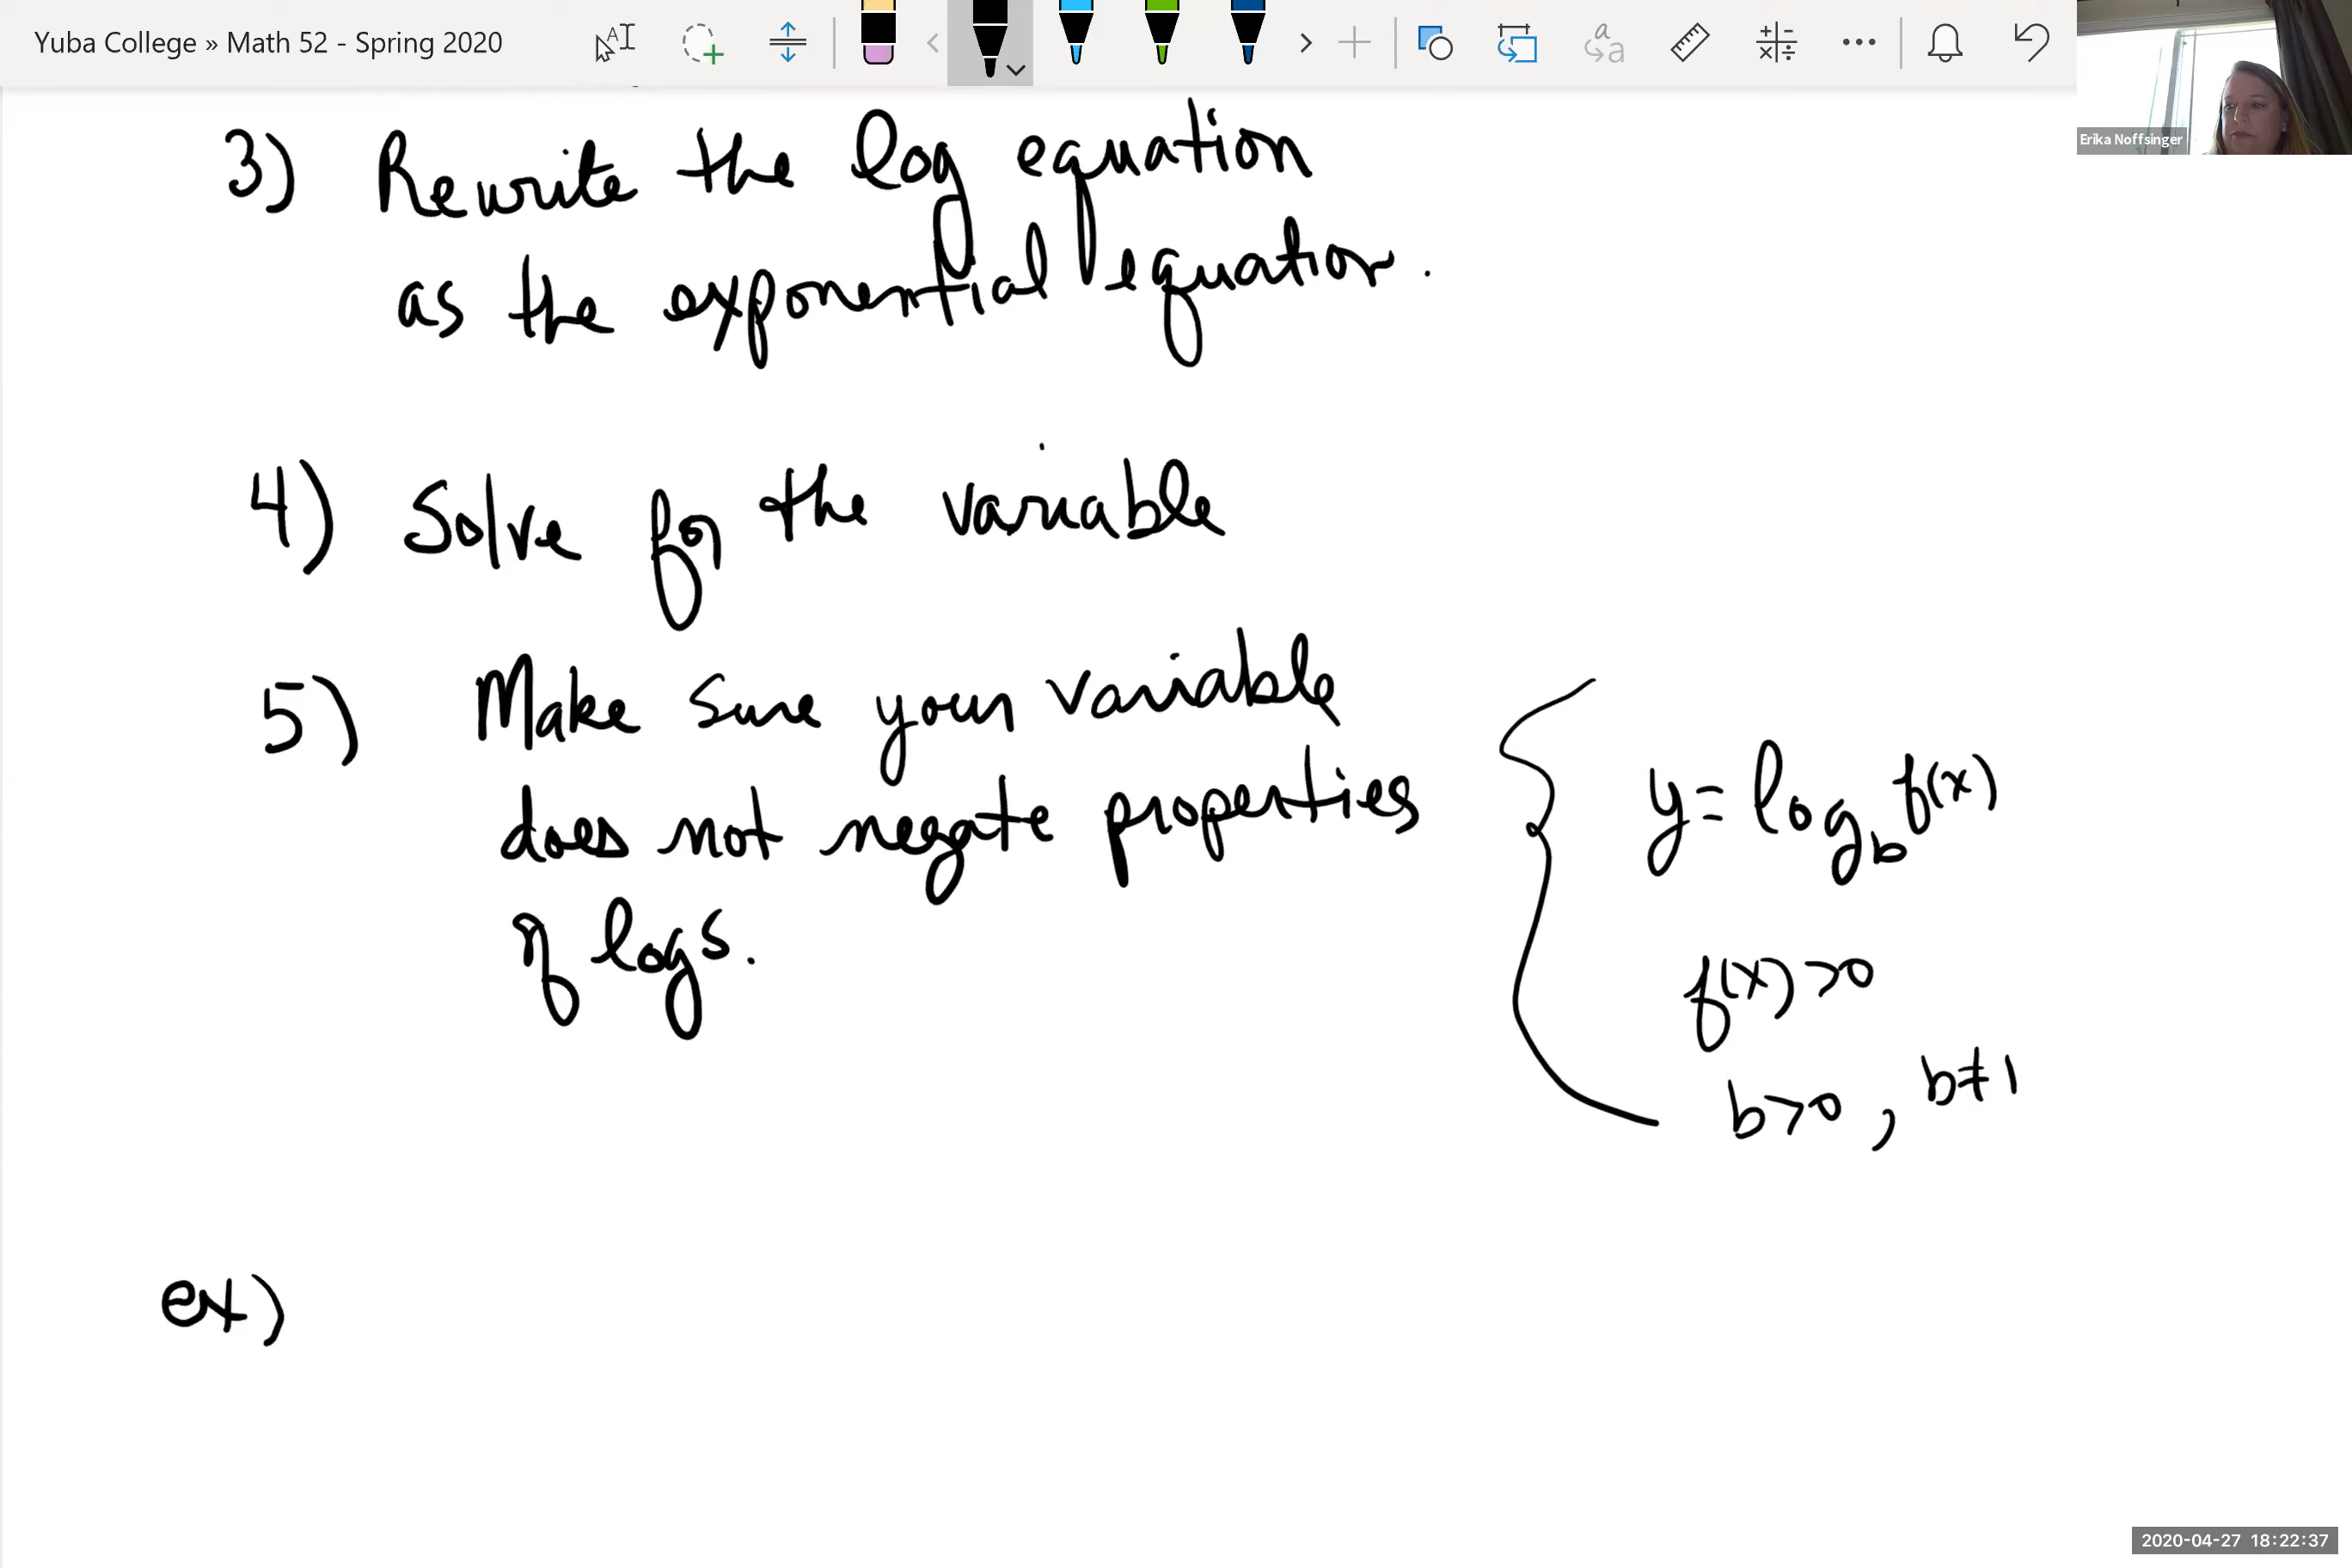 Yuba College » Math 52 - Spring 2020
Erika Noffsinger
3) Rewrite the log equation
as the exponential equation.
4) Solve for the variable
5) Make sure your variable
does not negate properties
of logs.
y = log_b f(x)
f(x) > 0
b > 0 , b ≠ 1
ex)
2020-04-27 18:22:37